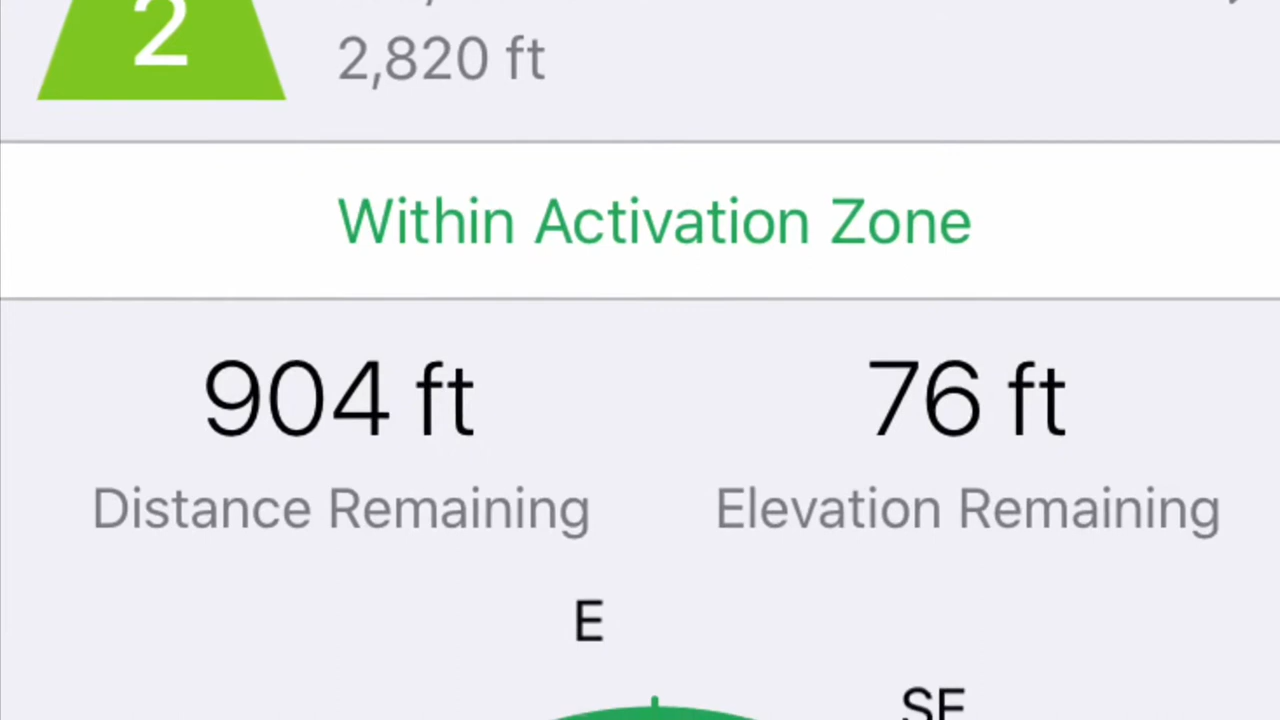 2
2,820 ft
Within Activation Zone
904 ft
76 ft
Distance Remaining
Elevation Remaining
E
SE